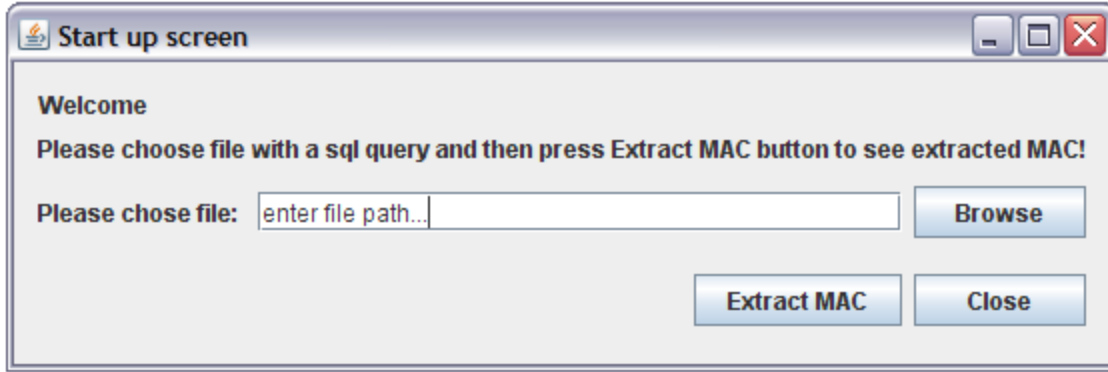 Start up screen
Welcome
Please choose file with a sql query and then press Extract MAC button to see extracted MAC!
Please chose file: enter file path... Browse
Extract MAC Close